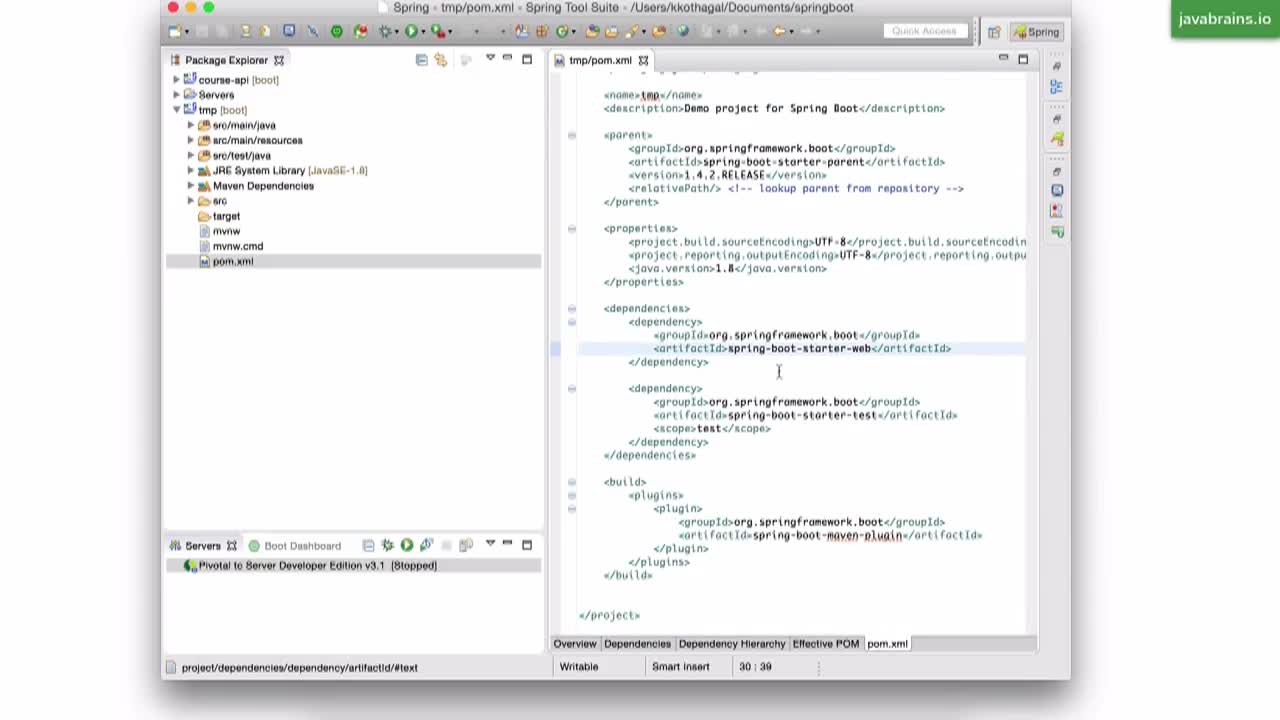 javabrains.io
Spring - tmp/pom.xml - Spring Tool Suite - /Users/kkothagal/Documents/springboot
Quick Access
Spring
Package Explorer
course-api [boot]
Servers
tmp [boot]
src/main/java
src/main/resources
src/test/java
JRE System Library [JavaSE-1.8]
Maven Dependencies
src
target
mvnw
mvnw.cmd
pom.xml
Servers
Boot Dashboard
Pivotal tc Server Developer Edition v3.1 [Stopped]
tmp/pom.xml
<name>tmp</name>
<description>Demo project for Spring Boot</description>
<parent>
<groupId>org.springframework.boot</groupId>
<artifactId>spring-boot-starter-parent</artifactId>
<version>1.4.2.RELEASE</version>
<relativePath/> <!-- lookup parent from repository -->
</parent>
<properties>
<project.build.sourceEncoding>UTF-8</project.build.sourceEncodin
<project.reporting.outputEncoding>UTF-8</project.reporting.outpu
<java.version>1.8</java.version>
</properties>
<dependencies>
<dependency>
<groupId>org.springframework.boot</groupId>
<artifactId>spring-boot-starter-web</artifactId>
</dependency>
<dependency>
<groupId>org.springframework.boot</groupId>
<artifactId>spring-boot-starter-test</artifactId>
<scope>test</scope>
</dependency>
</dependencies>
<build>
<plugins>
<plugin>
<groupId>org.springframework.boot</groupId>
<artifactId>spring-boot-maven-plugin</artifactId>
</plugin>
</plugins>
</build>
</project>
Overview Dependencies Dependency Hierarchy Effective POM pom.xml
project/dependencies/dependency/artifactId/#text
Writable
Smart Insert
30 : 39